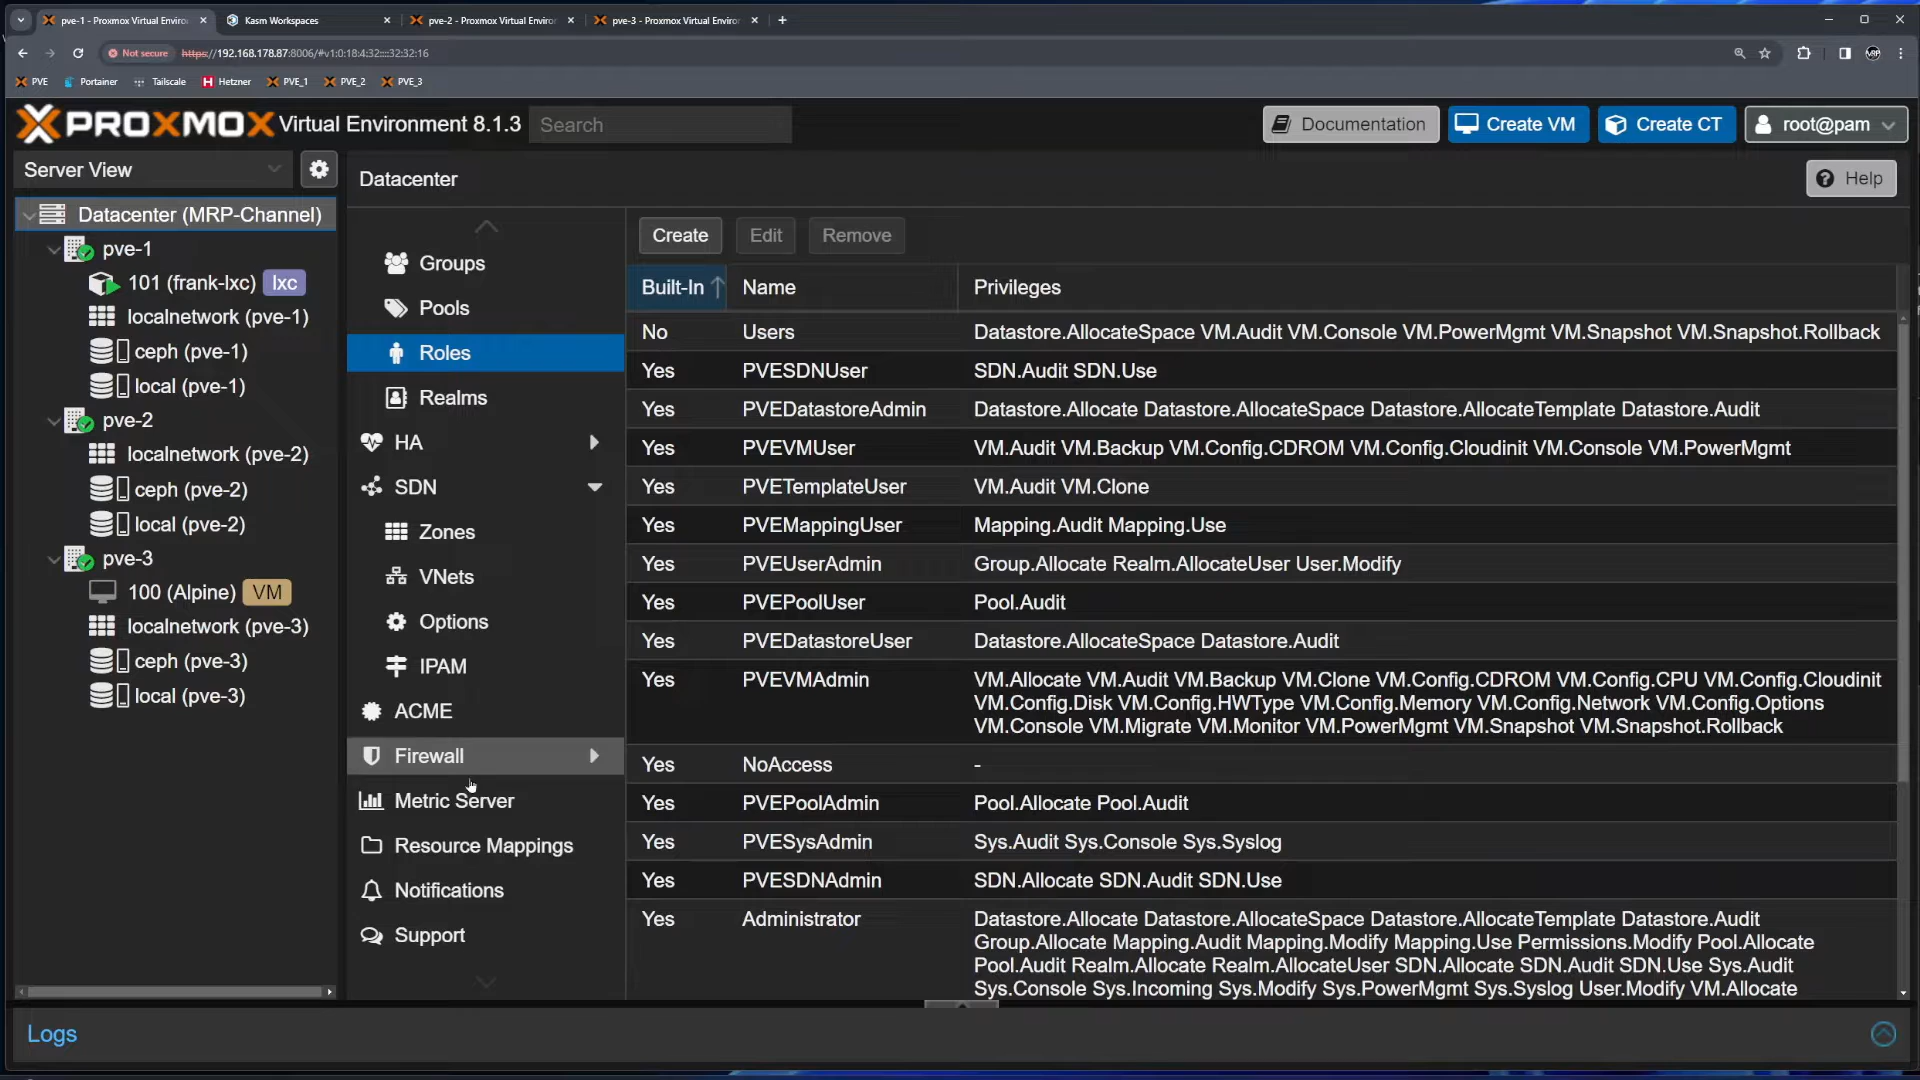 pve-1 - Proxmox Virtual Enviro
Kasm Workspaces
pve-2 - Proxmox Virtual Enviro
pve-3 - Proxmox Virtual Enviro
Not secure
https://192.168.178.87:8006/#v1:0:18:4:32::::32:32:16
PVE
Portainer
Tailscale
Hetzner
PVE_1
PVE_2
PVE_3
PROXMOX Virtual Environment 8.1.3
Search
Documentation
Create VM
Create CT
root@pam
Server View
Datacenter
Help
Datacenter (MRP-Channel)
pve-1
101 (frank-lxc) lxc
localnetwork (pve-1)
ceph (pve-1)
local (pve-1)
pve-2
localnetwork (pve-2)
ceph (pve-2)
local (pve-2)
pve-3
100 (Alpine) VM
localnetwork (pve-3)
ceph (pve-3)
local (pve-3)
Groups
Pools
Roles
Realms
HA
SDN
Zones
VNets
Options
IPAM
ACME
Firewall
Metric Server
Resource Mappings
Notifications
Support
Create Edit Remove
Built-In Name Privileges
No Users Datastore.AllocateSpace VM.Audit VM.Console VM.PowerMgmt VM.Snapshot VM.Snapshot.Rollback
Yes PVESDNUser SDN.Audit SDN.Use
Yes PVEDatastoreAdmin Datastore.Allocate Datastore.AllocateSpace Datastore.AllocateTemplate Datastore.Audit
Yes PVEVMUser VM.Audit VM.Backup VM.Config.CDROM VM.Config.Cloudinit VM.Console VM.PowerMgmt
Yes PVETemplateUser VM.Audit VM.Clone
Yes PVEMappingUser Mapping.Audit Mapping.Use
Yes PVEUserAdmin Group.Allocate Realm.AllocateUser User.Modify
Yes PVEPoolUser Pool.Audit
Yes PVEDatastoreUser Datastore.AllocateSpace Datastore.Audit
Yes PVEVMAdmin VM.Allocate VM.Audit VM.Backup VM.Clone VM.Config.CDROM VM.Config.CPU VM.Config.Cloudinit
VM.Config.Disk VM.Config.HWType VM.Config.Memory VM.Config.Network VM.Config.Options
VM.Console VM.Migrate VM.Monitor VM.PowerMgmt VM.Snapshot VM.Snapshot.Rollback
Yes NoAccess -
Yes PVEPoolAdmin Pool.Allocate Pool.Audit
Yes PVESysAdmin Sys.Audit Sys.Console Sys.Syslog
Yes PVESDNAdmin SDN.Allocate SDN.Audit SDN.Use
Yes Administrator Datastore.Allocate Datastore.AllocateSpace Datastore.AllocateTemplate Datastore.Audit
Group.Allocate Mapping.Audit Mapping.Modify Mapping.Use Permissions.Modify Pool.Allocate
Pool.Audit Realm.Allocate Realm.AllocateUser SDN.Allocate SDN.Audit SDN.Use Sys.Audit
Sys.Console Sys.Incoming Sys.Modify Sys.PowerMgmt Sys.Syslog User.Modify VM.Allocate
Logs